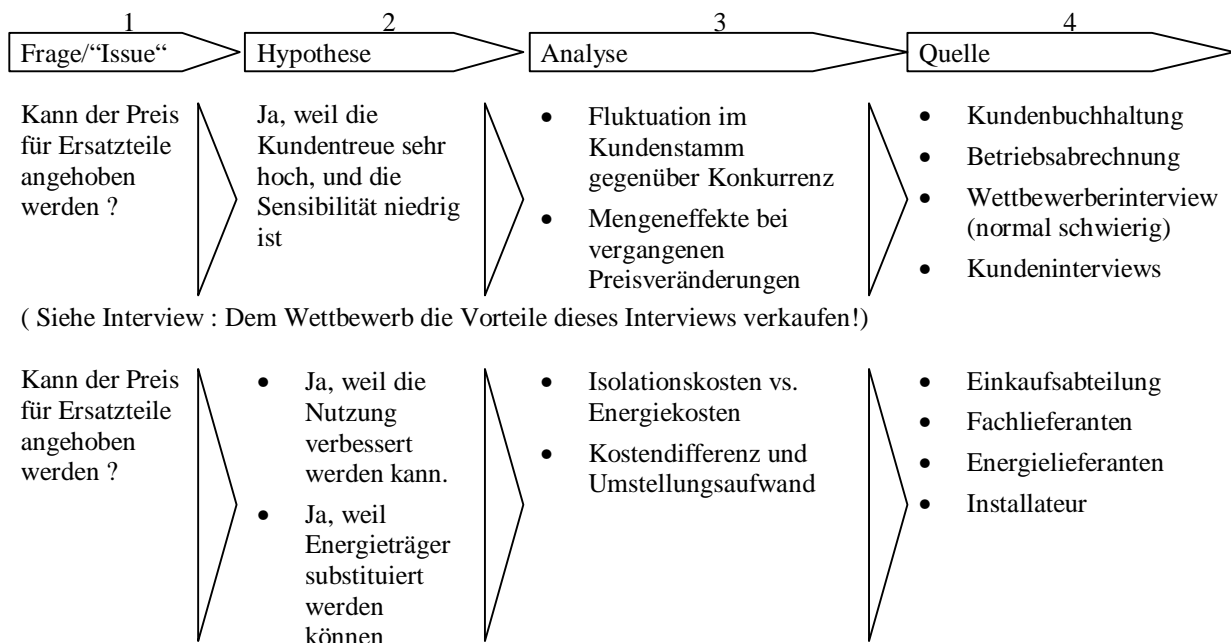 1 2 3 4
Frage/“Issue“ Hypothese Analyse Quelle
Kann der Preis
für Ersatzteile
angehoben
werden ?
Ja, weil die
Kundentreue sehr
hoch, und die
Sensibilität niedrig
ist
• Fluktuation im
Kundenstamm
gegenüber Konkurrenz
• Mengeneffekte bei
vergangenen
Preisveränderungen
• Kundenbuchhaltung
• Betriebsabrechnung
• Wettbewerberinterview
(normal schwierig)
• Kundeninterviews
( Siehe Interview : Dem Wettbewerb die Vorteile dieses Interviews verkaufen!)
Kann der Preis
für Ersatzteile
angehoben
werden ?
• Ja, weil die
Nutzung
verbessert
werden kann.
• Ja, weil
Energieträger
substituiert
werden
können
• Isolationskosten vs.
Energiekosten
• Kostendifferenz und
Umstellungsaufwand
• Einkaufsabteilung
• Fachlieferanten
• Energielieferanten
• Installateur